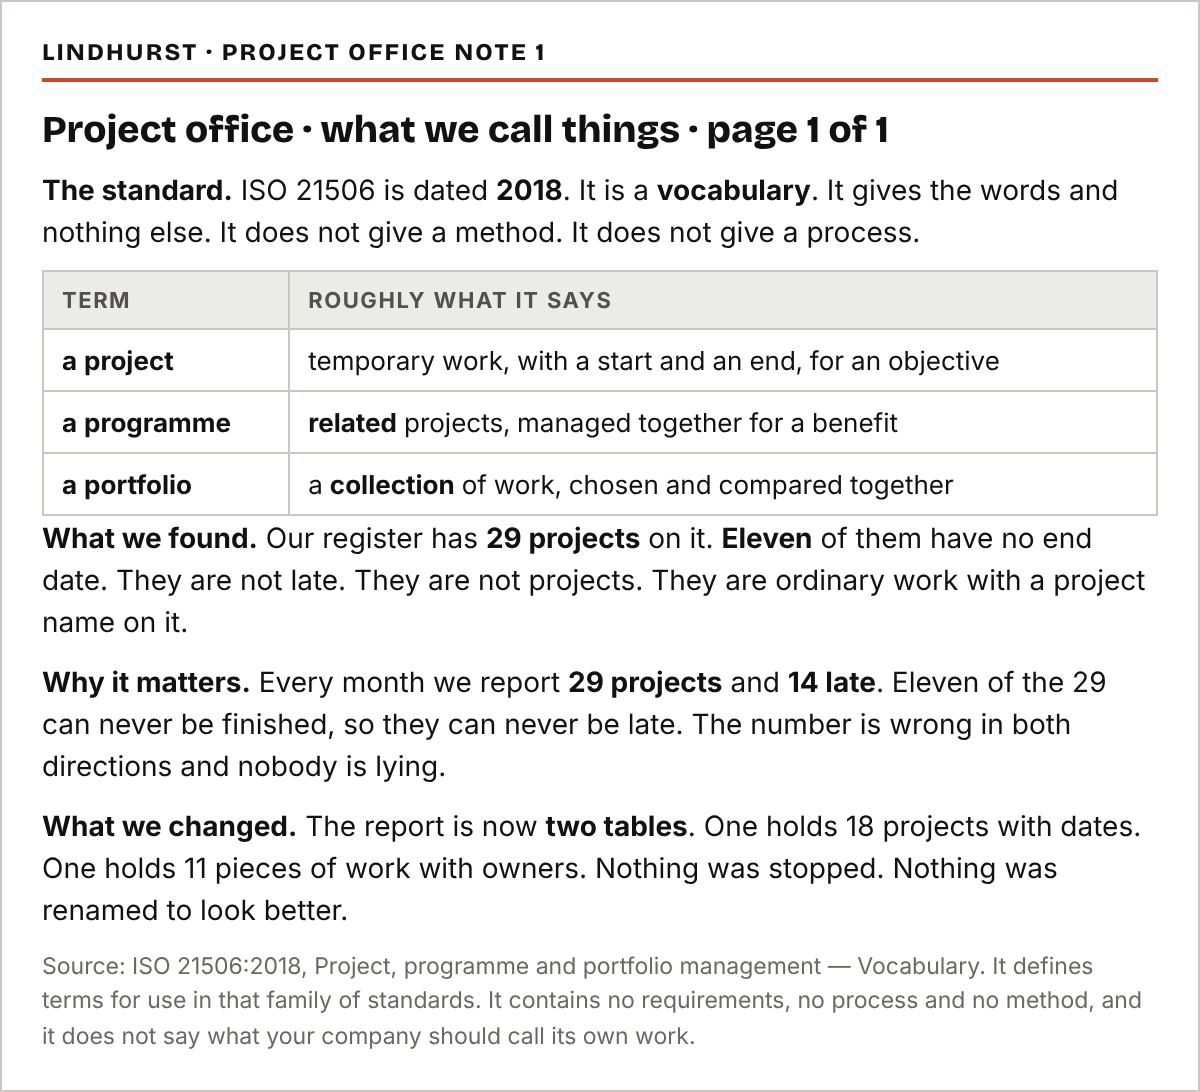 LINDHURST · PROJECT OFFICE NOTE 1
Project office · what we call things · page 1 of 1
The standard. ISO 21506 is dated 2018. It is a vocabulary. It gives the words and
nothing else. It does not give a method. It does not give a process.
TERM ROUGHLY WHAT IT SAYS
a project temporary work, with a start and an end, for an objective
a programme related projects, managed together for a benefit
a portfolio a collection of work, chosen and compared together
What we found. Our register has 29 projects on it. Eleven of them have no end
date. They are not late. They are not projects. They are ordinary work with a project
name on it.
Why it matters. Every month we report 29 projects and 14 late. Eleven of the 29
can never be finished, so they can never be late. The number is wrong in both
directions and nobody is lying.
What we changed. The report is now two tables. One holds 18 projects with dates.
One holds 11 pieces of work with owners. Nothing was stopped. Nothing was
renamed to look better.
Source: ISO 21506:2018, Project, programme and portfolio management — Vocabulary. It defines
terms for use in that family of standards. It contains no requirements, no process and no method, and
it does not say what your company should call its own work.